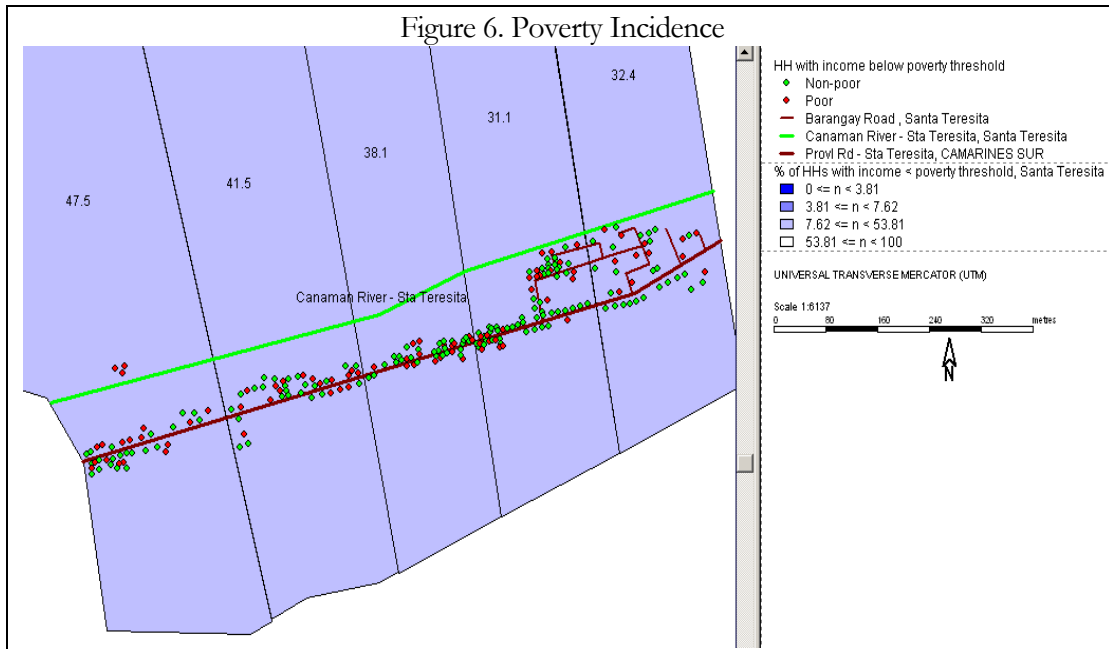 Figure 6. Poverty Incidence
32.4
31.1
38.1
41.5
47.5
Canaman River - Sta Teresita
HH with income below poverty threshold
Non-poor
Poor
Barangay Road , Santa Teresita
Canaman River - Sta Teresita, Santa Teresita
Provl Rd - Sta Teresita, CAMARINES SUR
% of HHs with income < poverty threshold, Santa Teresita
0 <= n < 3.81
3.81 <= n < 7.62
7.62 <= n < 53.81
53.81 <= n < 100
UNIVERSAL TRANSVERSE MERCATOR (UTM)
Scale 1:6137
0 80 160 240 320 metres
N